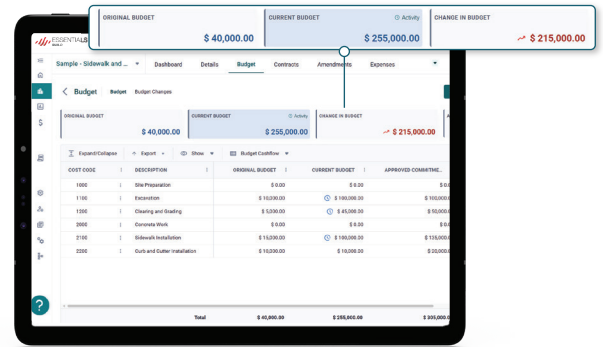 ORIGINAL BUDGET CURRENT BUDGET Activity CHANGE IN BUDGET
$ 40,000.00 $ 255,000.00 $ 215,000.00
ESSENTIALS
Sample - Sidewalk and ... Dashboard Details Budget Contracts Amendments Expenses
Budget Budget Budget Changes
ORIGINAL BUDGET CURRENT BUDGET Activity CHANGE IN BUDGET
$ 40,000.00 $ 255,000.00 $ 215,000.00
Expand/Collapse Export Show Budget Cashflow
COST CODE DESCRIPTION ORIGINAL BUDGET CURRENT BUDGET APPROVED COMMITME...
1000 Site Preparation $ 0.00 $ 0.00 $ 0.0
1100 Excavation $ 10,000.00 $ 100,000.00 $ 100,000
1200 Clearing and Grading $ 5,000.00 $ 45,000.00 $ 50,000
2000 Concrete Work $ 0.00 $ 0.00 $ 0.0
2100 Sidewalk Installation $ 15,000.00 $ 100,000.00 $ 135,000
2200 Curb and Gutter Installation $ 10,000.00 $ 10,000.00 $ 20,000
?
Total $ 40,000.00 $ 255,000.00 $ 305,000.0